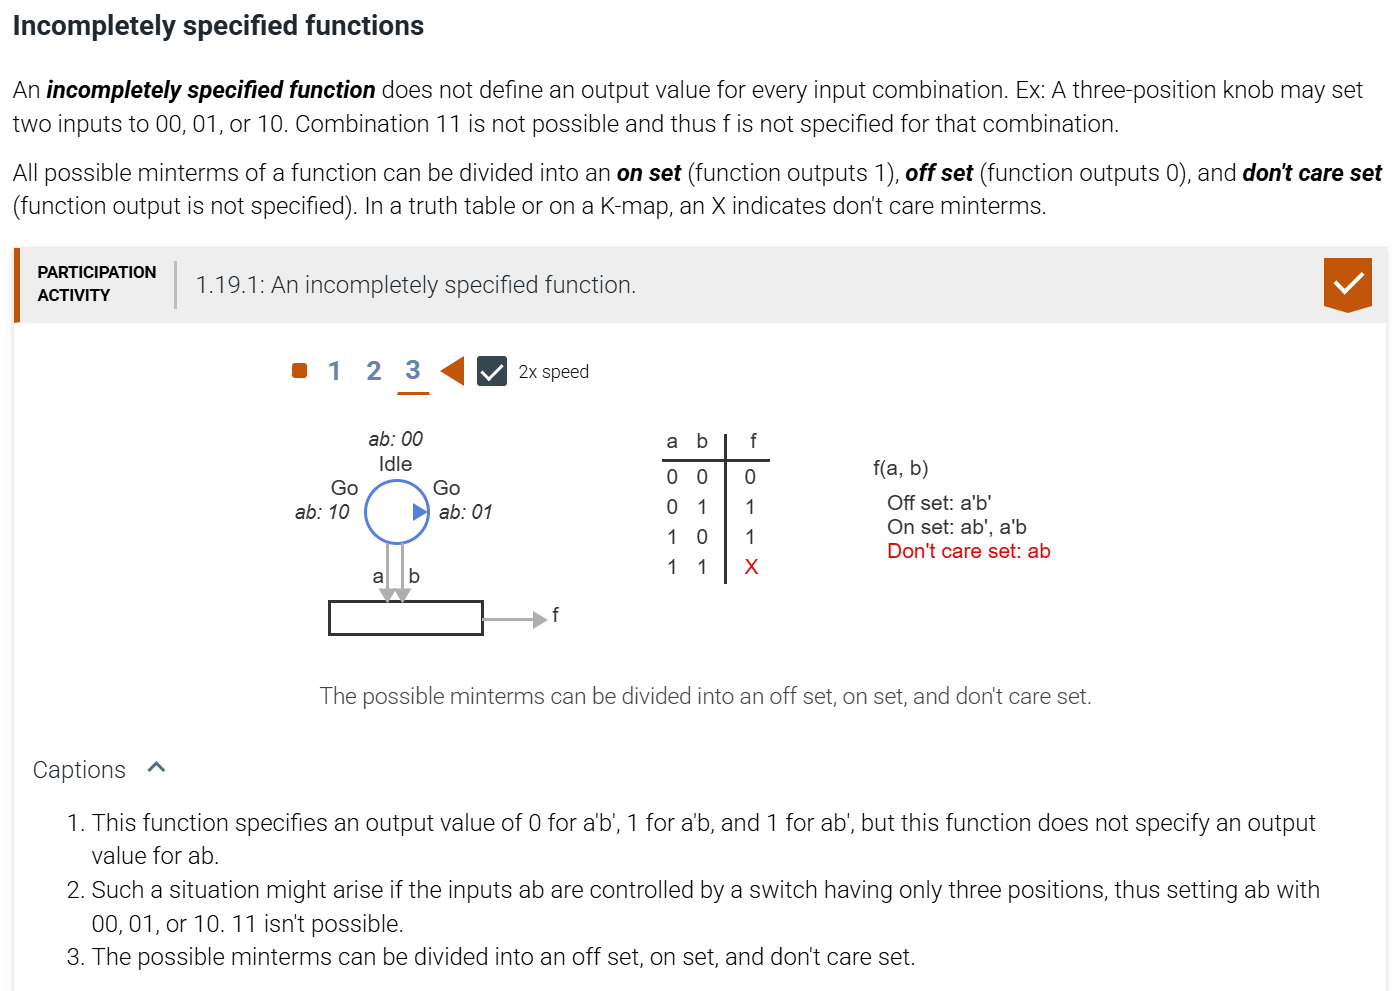 Incompletely specified functions
An incompletely specified function does not define an output value for every input combination. Ex: A three-position knob may set
two inputs to 00, 01, or 10. Combination 11 is not possible and thus f is not specified for that combination.
All possible minterms of a function can be divided into an on set (function outputs 1), off set (function outputs 0), and don't care set
(function output is not specified). In a truth table or on a K-map, an X indicates don't care minterms.
PARTICIPATION
ACTIVITY
1.19.1: An incompletely specified function.
1 2 3 2x speed
ab: 00
Idle
Go Go
ab: 10 ab: 01
a b
f
a b f
0 0 0
0 1 1
1 0 1
1 1 X
f(a, b)
Off set: a'b'
On set: ab', a'b
Don't care set: ab
The possible minterms can be divided into an off set, on set, and don't care set.
Captions
1. This function specifies an output value of 0 for a'b', 1 for a'b, and 1 for ab', but this function does not specify an output
value for ab.
2. Such a situation might arise if the inputs ab are controlled by a switch having only three positions, thus setting ab with
00, 01, or 10. 11 isn't possible.
3. The possible minterms can be divided into an off set, on set, and don't care set.